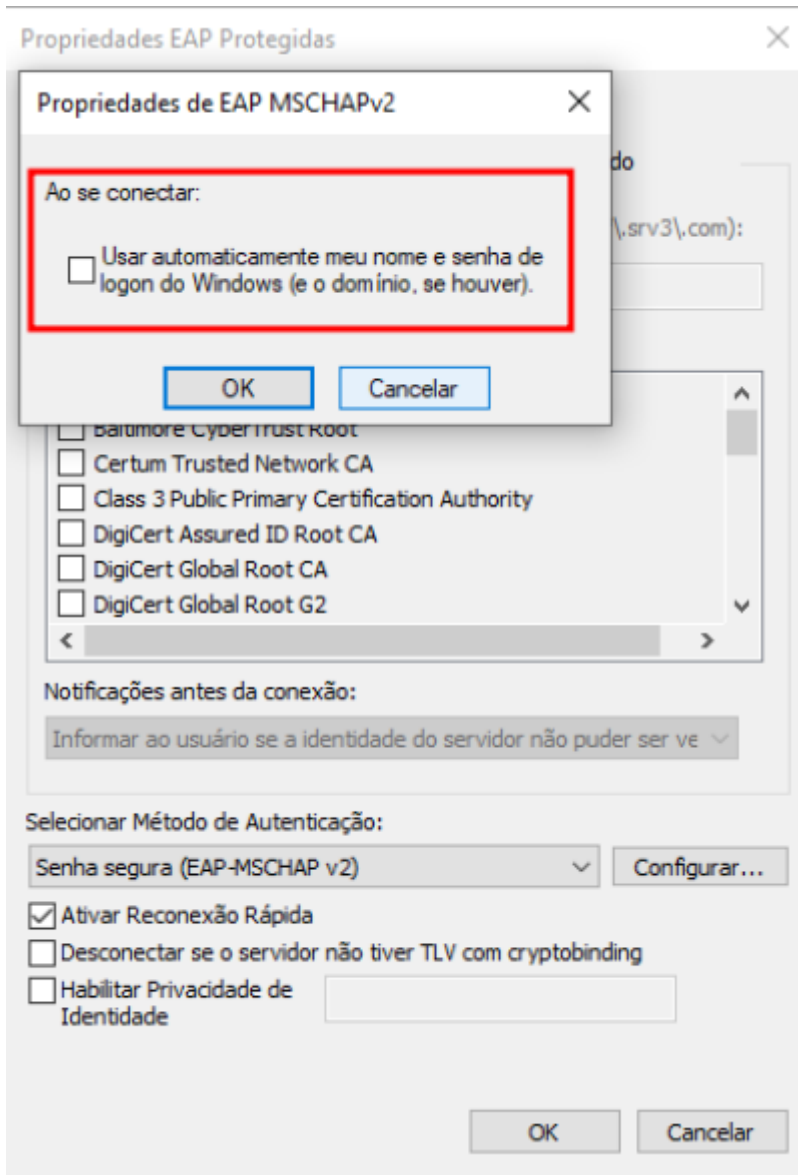 Propriedades EAP Protegidas
Propriedades de EAP MSCHAPv2
do
Ao se conectar:
\.srv3\.com):
Usar automaticamente meu nome e senha de
logon do Windows (e o domínio, se houver).
OK
Cancelar
Baltimore CyberTrust Root
Certum Trusted Network CA
Class 3 Public Primary Certification Authority
DigiCert Assured ID Root CA
DigiCert Global Root CA
DigiCert Global Root G2
Notificações antes da conexão:
Informar ao usuário se a identidade do servidor não puder ser ve
Selecionar Método de Autenticação:
Senha segura (EAP-MSCHAP v2)
Configurar...
Ativar Reconexão Rápida
Desconectar se o servidor não tiver TLV com cryptobinding
Habilitar Privacidade de
Identidade
OK
Cancelar